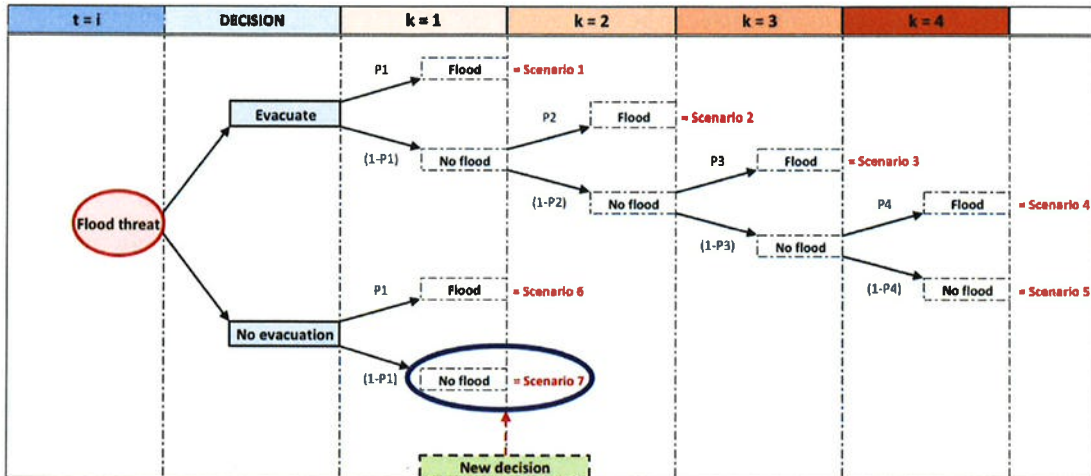 t = i
DECISION
k = 1
k = 2
k = 3
k = 4
P1
Flood
= Scenario 1
Evacuate
P2
Flood
= Scenario 2
(1-P1)
No flood
P3
Flood
= Scenario 3
(1-P2)
No flood
P4
Flood
= Scenario 4
Flood threat
(1-P3)
No flood
P1
Flood
= Scenario 6
(1-P4)
No flood
= Scenario 5
No evacuation
(1-P1)
No flood
= Scenario 7
New decision